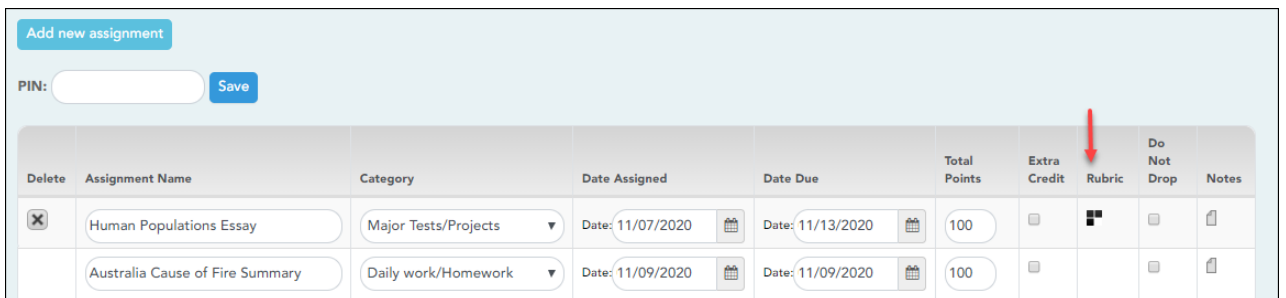 Add new assignment
PIN: Save
Delete Assignment Name Category Date Assigned Date Due Total Points Extra Credit Rubric Do Not Drop Notes
Human Populations Essay Major Tests/Projects Date: 11/07/2020 Date: 11/13/2020 100
Australia Cause of Fire Summary Daily work/Homework Date: 11/09/2020 Date: 11/09/2020 100